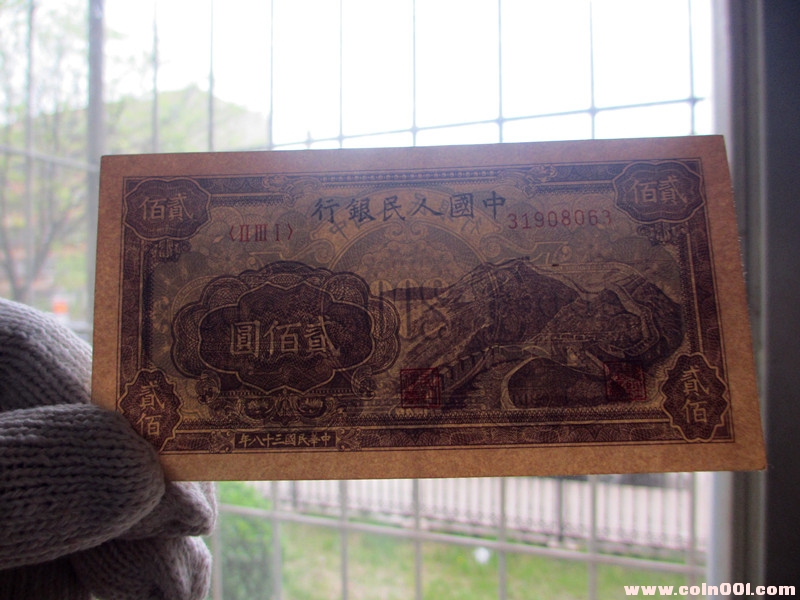 中國人民銀行
貳佰
貳佰
〈II III I〉
31908063
貳佰圓
貳佰
貳佰
中華民國三十八年
www.coin001.com